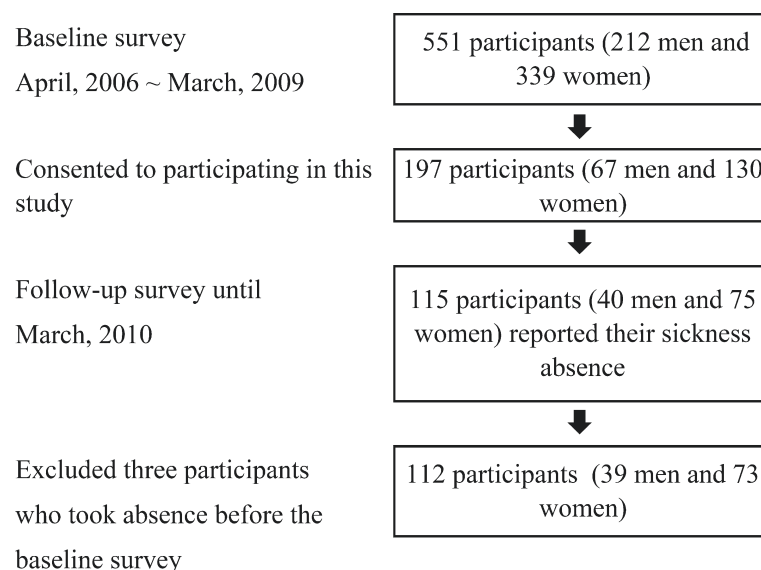 Baseline survey
April, 2006 ~ March, 2009
551 participants (212 men and
339 women)
Consented to participating in this
study
197 participants (67 men and 130
women)
Follow-up survey until
March, 2010
115 participants (40 men and 75
women) reported their sickness
absence
Excluded three participants
who took absence before the
baseline survey
112 participants (39 men and 73
women)